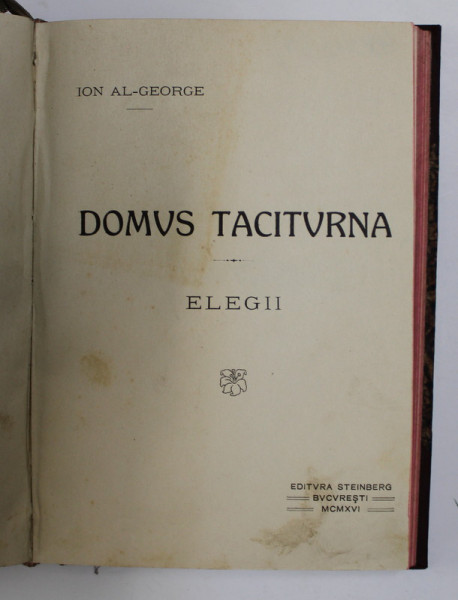 ION AL-GEORGE
DOMVS TACITVRNA
ELEGII
EDITVRA STEINBERG
BVCVREȘTI
MCMXVI